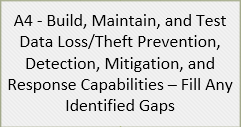 A4 - Build, Maintain, and Test
Data Loss/Theft Prevention,
Detection, Mitigation, and
Response Capabilities – Fill Any
Identified Gaps